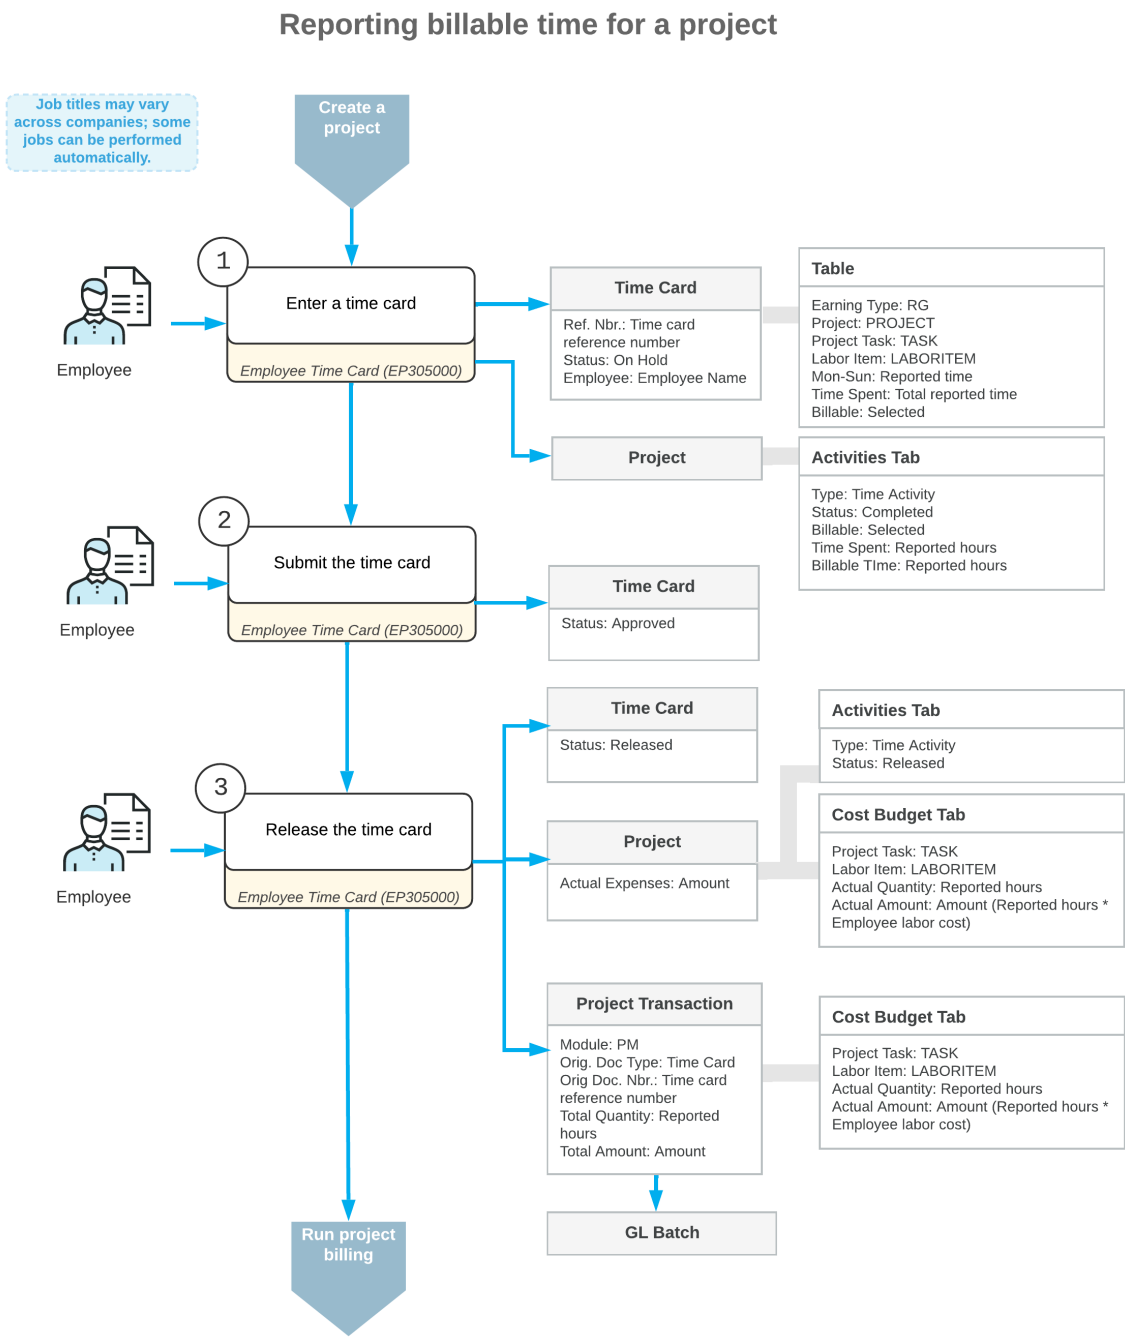 Reporting billable time for a project
Job titles may vary
across companies; some
jobs can be performed
automatically.
Create a
project
1
Enter a time card
Employee Time Card (EP305000)
Employee
Time Card
Ref. Nbr.: Time card
reference number
Status: On Hold
Employee: Employee Name
Table
Earning Type: RG
Project: PROJECT
Project Task: TASK
Labor Item: LABORITEM
Mon-Sun: Reported time
Time Spent: Total reported time
Billable: Selected
Project
Activities Tab
Type: Time Activity
Status: Completed
Billable: Selected
Time Spent: Reported hours
Billable TIme: Reported hours
2
Submit the time card
Employee Time Card (EP305000)
Employee
Time Card
Status: Approved
3
Release the time card
Employee Time Card (EP305000)
Employee
Time Card
Status: Released
Activities Tab
Type: Time Activity
Status: Released
Project
Actual Expenses: Amount
Cost Budget Tab
Project Task: TASK
Labor Item: LABORITEM
Actual Quantity: Reported hours
Actual Amount: Amount (Reported hours *
Employee labor cost)
Project Transaction
Module: PM
Orig. Doc Type: Time Card
Orig Doc. Nbr.: Time card
reference number
Total Quantity: Reported
hours
Total Amount: Amount
Cost Budget Tab
Project Task: TASK
Labor Item: LABORITEM
Actual Quantity: Reported hours
Actual Amount: Amount (Reported hours *
Employee labor cost)
GL Batch
Run project
billing